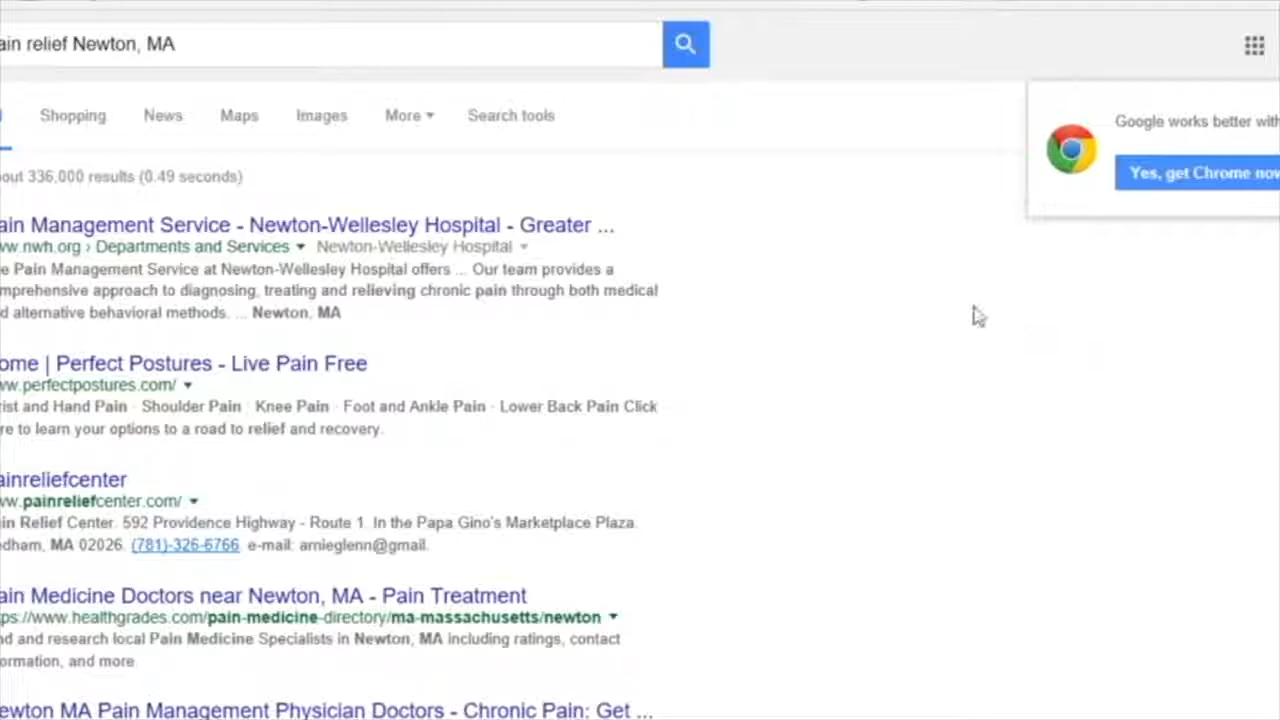 ain relief Newton, MA
Shopping News Maps Images More Search tools
Google works better with
Yes, get Chrome now
out 336,000 results (0.49 seconds)
ain Management Service - Newton-Wellesley Hospital - Greater ...
ww.nwh.org › Departments and Services Newton-Wellesley Hospital
e Pain Management Service at Newton-Wellesley Hospital offers ... Our team provides a
mprehensive approach to diagnosing, treating and relieving chronic pain through both medical
d alternative behavioral methods. ... Newton, MA
ome | Perfect Postures - Live Pain Free
ww.perfectpostures.com/
rist and Hand Pain · Shoulder Pain · Knee Pain · Foot and Ankle Pain · Lower Back Pain Click
re to learn your options to a road to relief and recovery.
ainreliefcenter
ww.painreliefcenter.com/
in Relief Center. 592 Providence Highway - Route 1. In the Papa Gino's Marketplace Plaza.
edham, MA 02026. (781)-326-6766. e-mail: arnieglenn@gmail.
ain Medicine Doctors near Newton, MA - Pain Treatment
ps://www.healthgrades.com/pain-medicine-directory/ma-massachusetts/newton
nd and research local Pain Medicine Specialists in Newton, MA including ratings, contact
ormation, and more.
ewton MA Pain Management Physician Doctors - Chronic Pain: Get ...